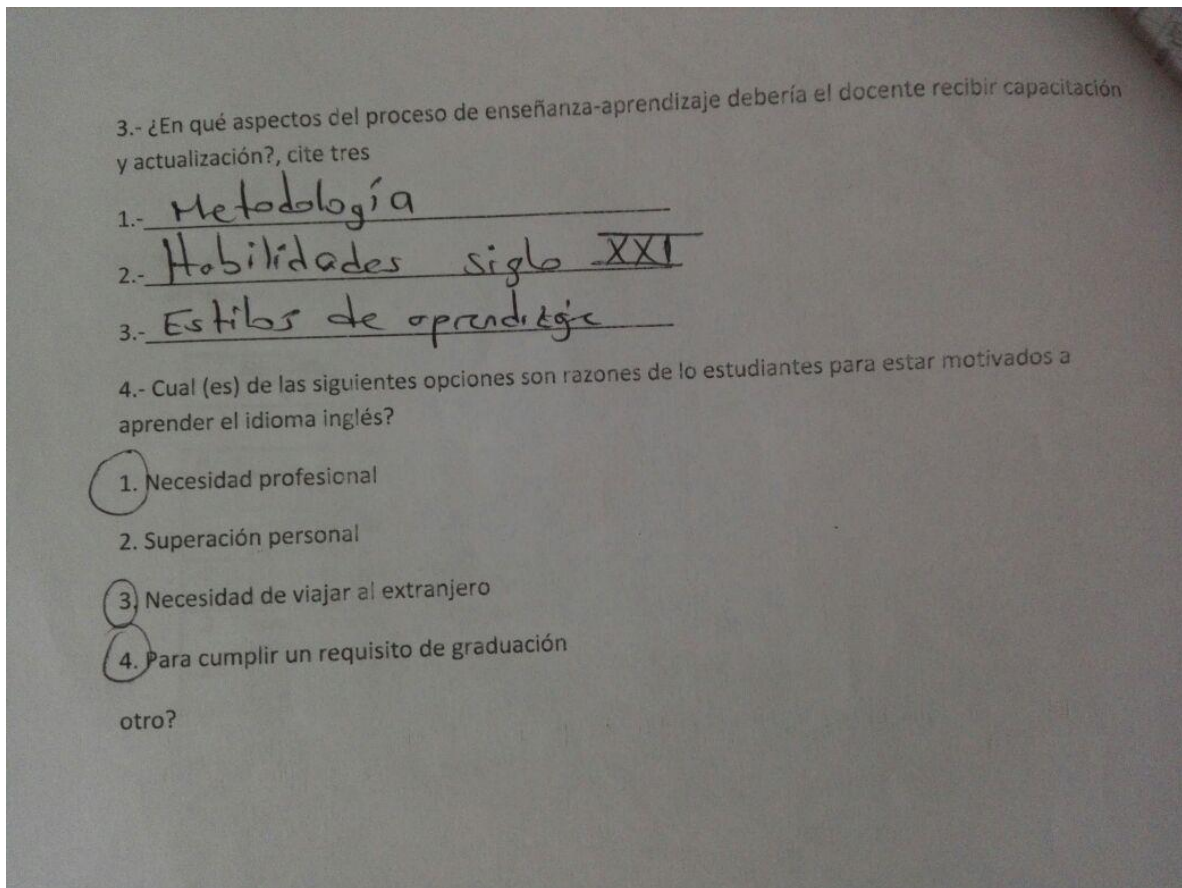 3.- ¿En qué aspectos del proceso de enseñanza-aprendizaje debería el docente recibir capacitación
y actualización?, cite tres
1.- Metodología
2.- Habilidades siglo XXI
3.- Estilos de aprendizaje
4.- Cual (es) de las siguientes opciones son razones de lo estudiantes para estar motivados a
aprender el idioma inglés?
1. Necesidad profesional
2. Superación personal
3. Necesidad de viajar al extranjero
4. Para cumplir un requisito de graduación
otro?